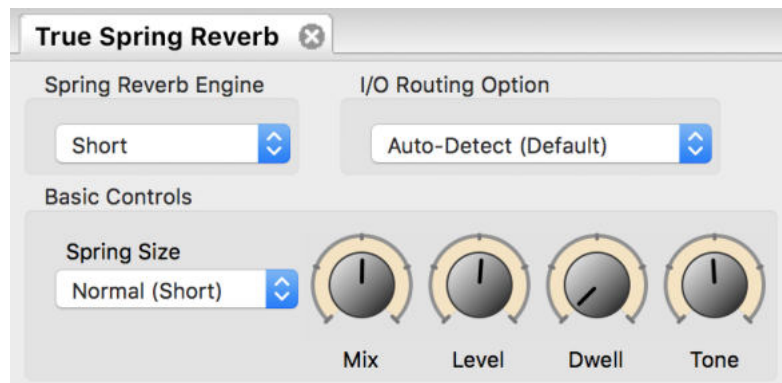 True Spring Reverb
Spring Reverb Engine
I/O Routing Option
Short
Auto-Detect (Default)
Basic Controls
Spring Size
Normal (Short)
Mix
Level
Dwell
Tone